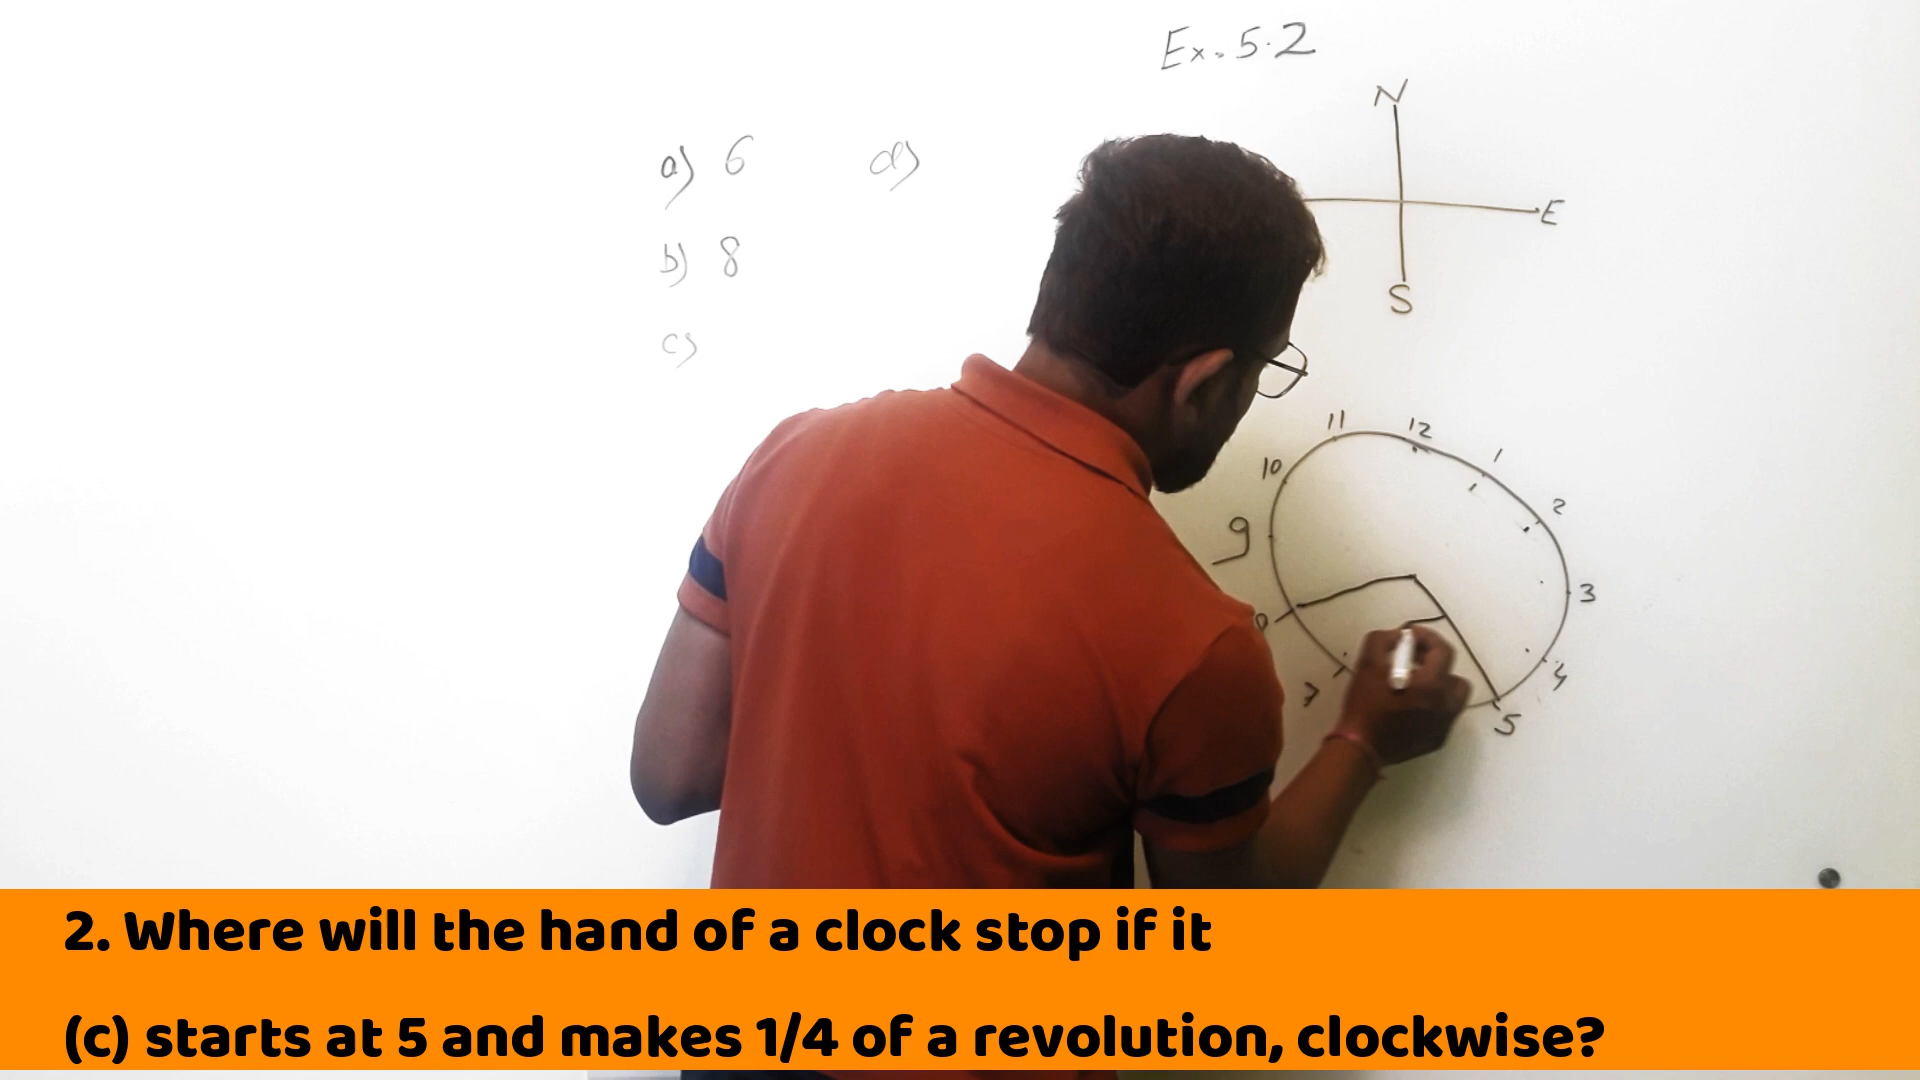 Ex. 5.2
N
a) 6 d)
E
b) 8
S
c)
11 12 1
10 2
9
3
8
4
7
5
2. Where will the hand of a clock stop if it
(c) starts at 5 and makes 1/4 of a revolution, clockwise?